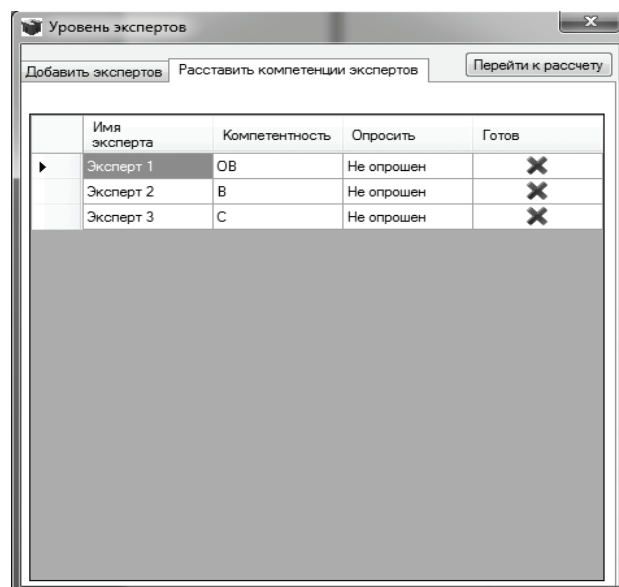 Уровень экспертов
Добавить экспертов Расставить компетенции экспертов Перейти к рассчету
Имя эксперта Компетентность Опросить Готов
Эксперт 1 ОВ Не опрошен
Эксперт 2 В Не опрошен
Эксперт 3 С Не опрошен